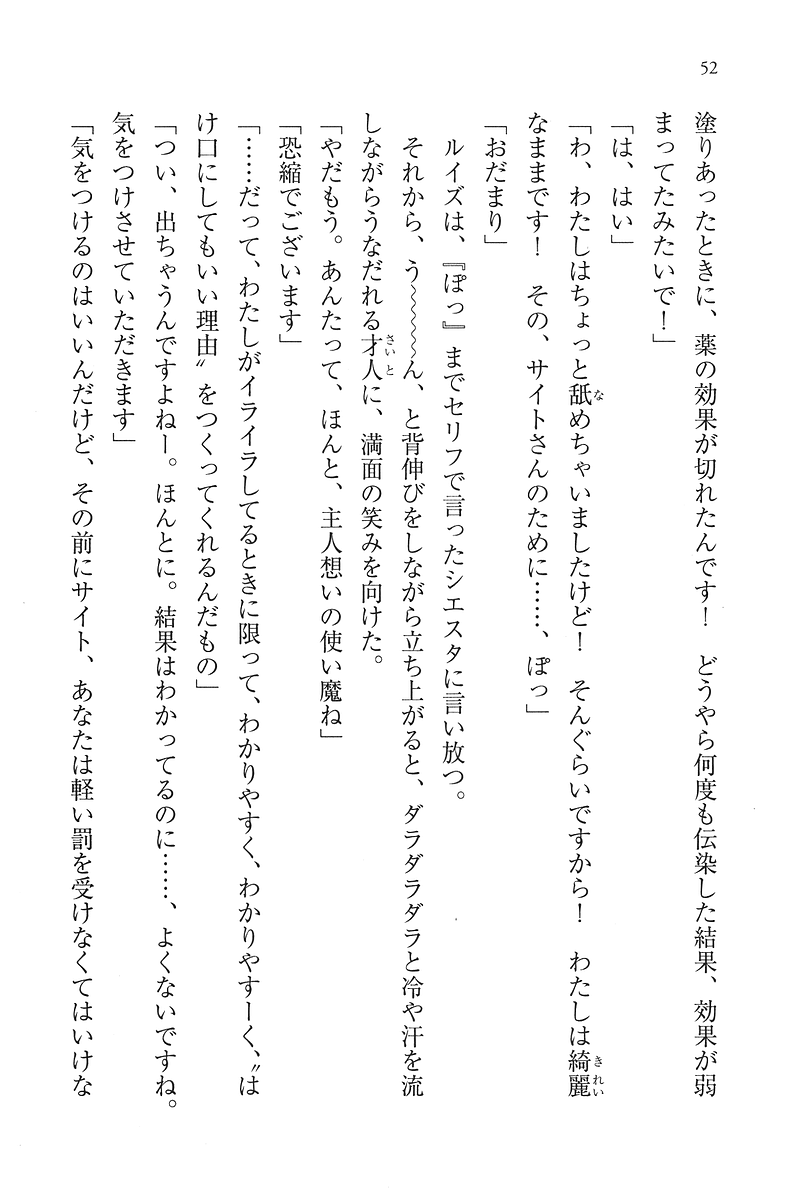 52
塗りあったときに、薬の効果が切れたんです！　どうやら何度も伝染した結果、効果が弱
まってたみたいで！」
「は、はい」
「わ、わたしはちょっと舐めちゃいましたけど！　そんぐらいですから！　わたしは綺麗
なままです！　その、サイトさんのために……、ぽっ」
「おだまり」
　ルイズは、『ぽっ』までセリフで言ったシエスタに言い放つ。
　それから、う〜〜〜〜ん、と背伸びをしながら立ち上がると、ダラダラダラと冷や汗を流
しながらうなだれる才人に、満面の笑みを向けた。
「やだもう。あんたって、ほんと、主人想いの使い魔ね」
「恐縮でございます」
「……だって、わたしがイライラしてるときに限って、わかりやすく、わかりやすーく、〝は
け口にしてもいい理由〟をつくってくれるんだもの」
「つい、出ちゃうんですよねー。ほんとに。結果はわかってるのに……、よくないですね。
気をつけさせていただきます」
「気をつけるのはいいんだけど、その前にサイト、あなたは軽い罰を受けなくてはいけな